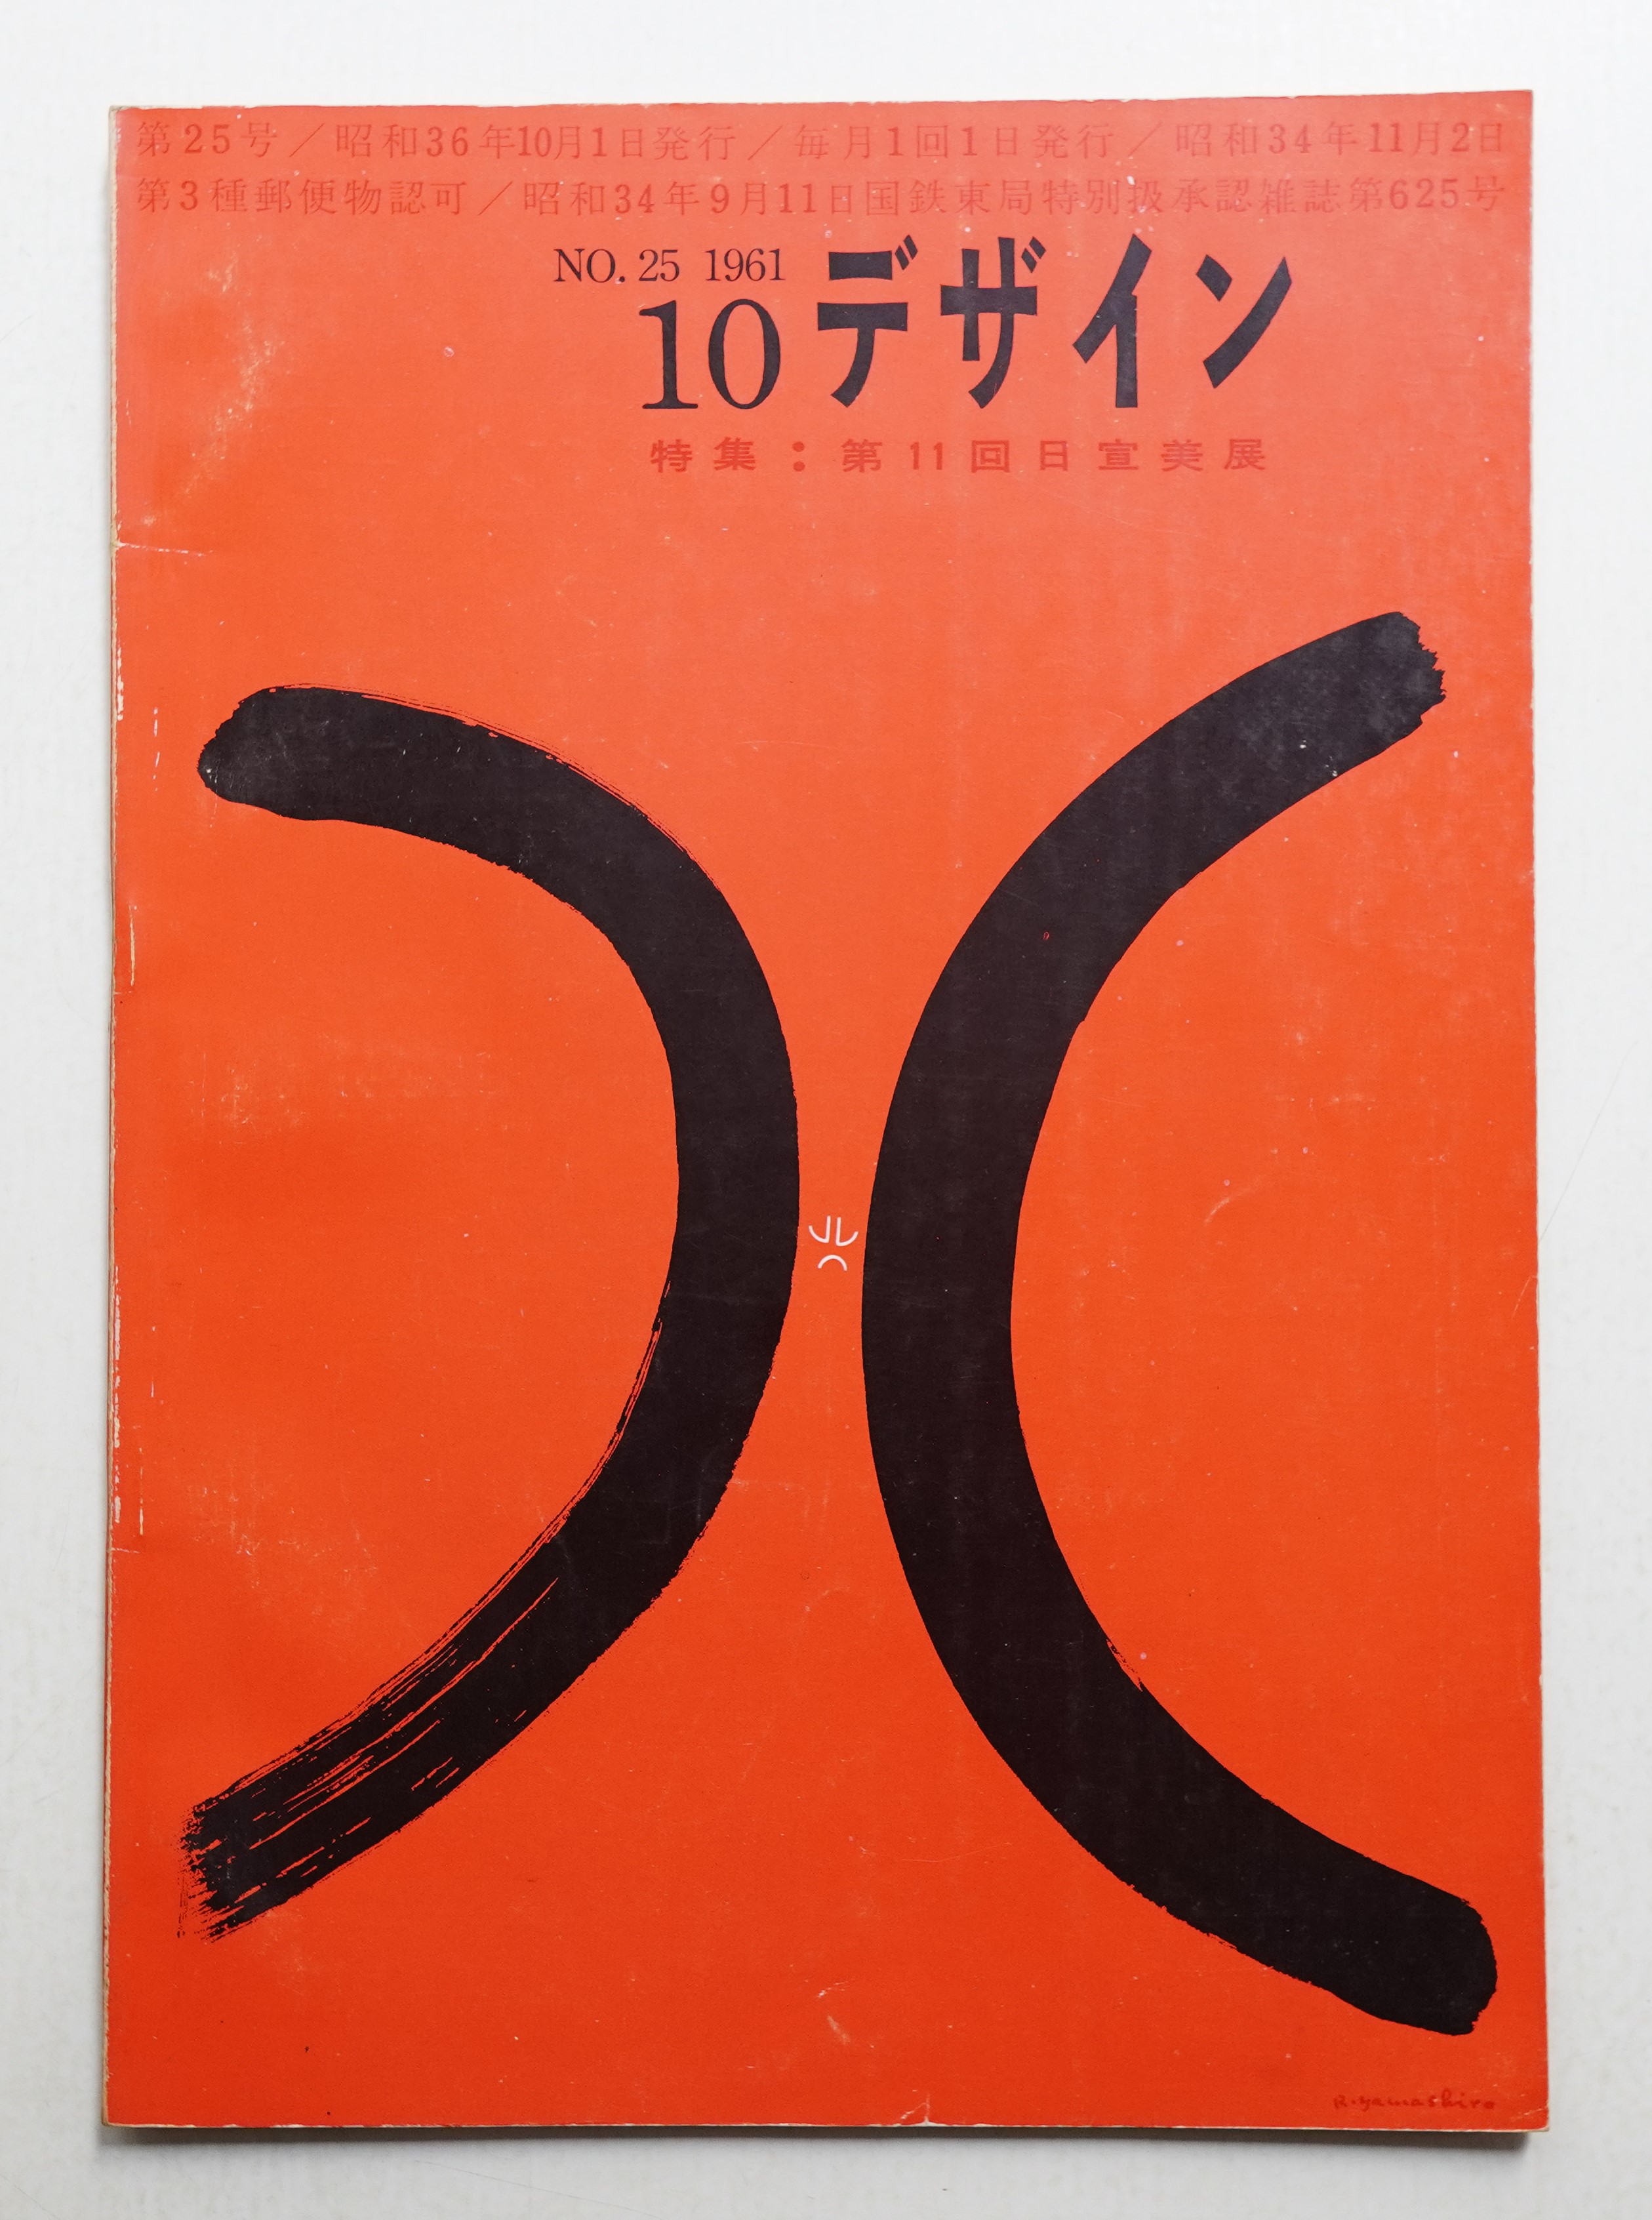 第25号／昭和36年10月1日発行／毎月1回1日発行／昭和34年11月2日
第3種郵便物認可／昭和34年9月11日国鉄東局特別扱承認雑誌第625号
NO. 25 1961
10 デザイン
特集：第11回日宣美展
R.yamashiro